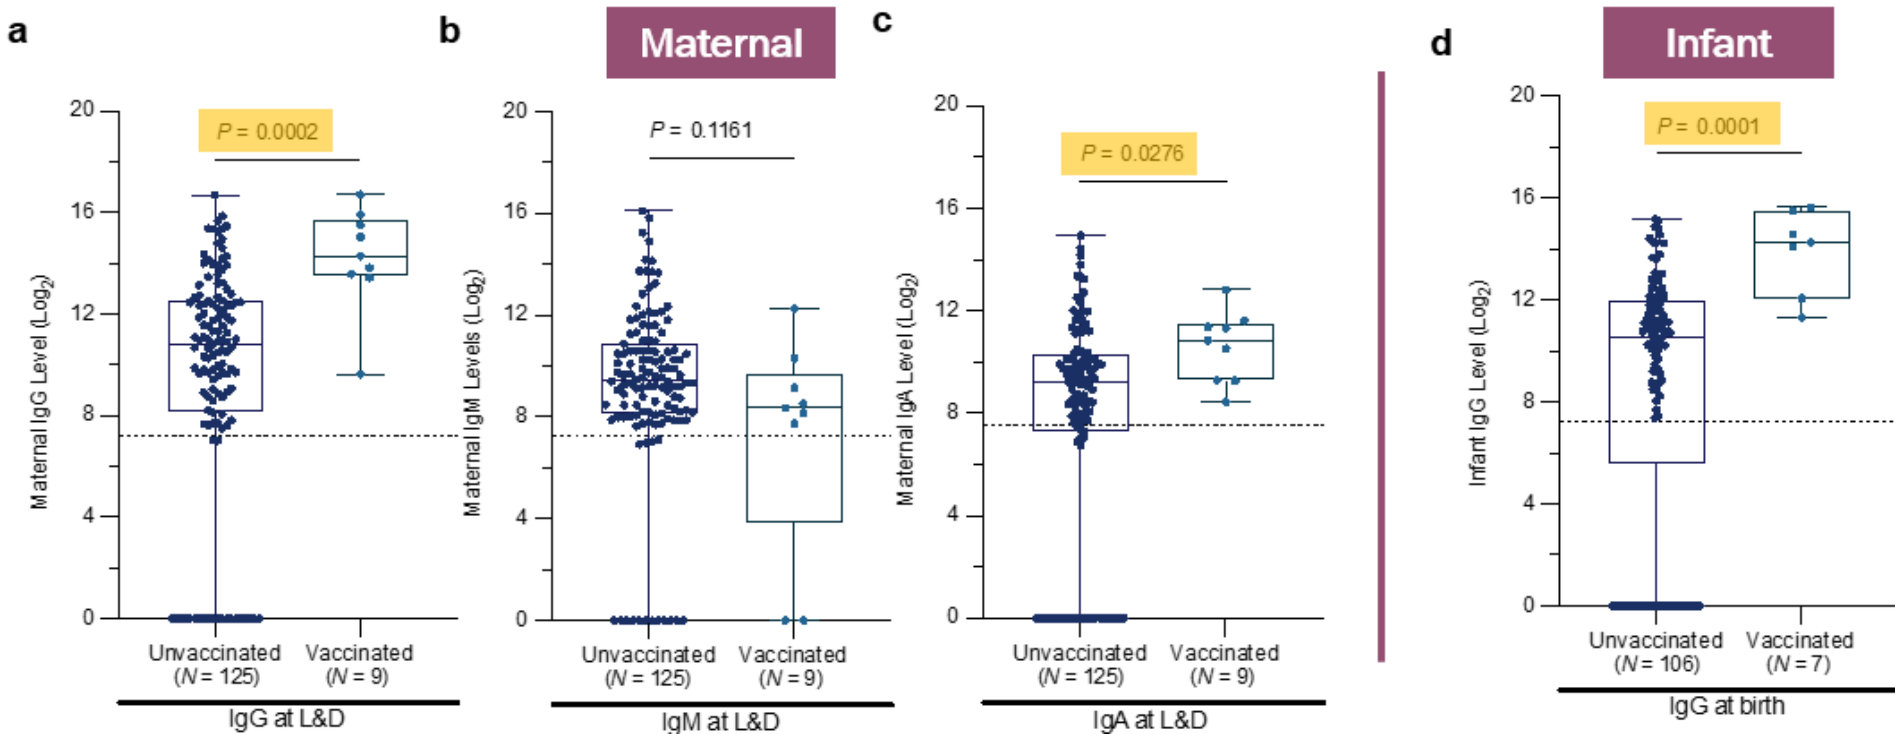 a
b
Maternal
c
d
Infant
P = 0.0002
P = 0.1161
P = 0.0276
P = 0.0001
Maternal IgG Level (Log2)
20
16
12
8
4
0
Unvaccinated
(N = 125)
Vaccinated
(N = 9)
IgG at L&D
Maternal IgM Levels (Log2)
20
16
12
8
4
0
Unvaccinated
(N = 125)
Vaccinated
(N = 9)
IgM at L&D
Maternal IgA Level (Log2)
20
16
12
8
4
0
Unvaccinated
(N = 125)
Vaccinated
(N = 9)
IgA at L&D
Infant IgG Level (Log2)
20
16
12
8
4
0
Unvaccinated
(N = 106)
Vaccinated
(N = 7)
IgG at birth